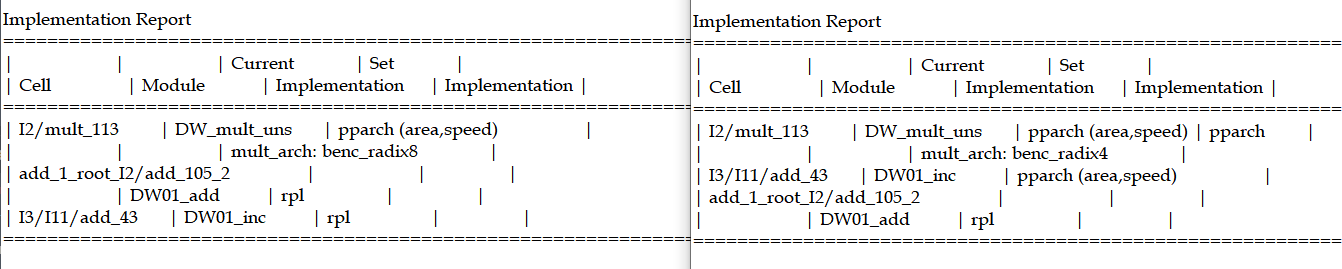 Implementation Report
==========================================================
| | | Current | Set |
| Cell | Module | Implementation | Implementation |
==========================================================
| I2/mult_113 | DW_mult_uns | pparch (area,speed) |
| | | mult_arch: benc_radix8 |
| add_1_root_I2/add_105_2 | | |
| | DW01_add | rpl | |
| I3/I11/add_43 | DW01_inc | rpl | |
==========================================================
Implementation Report
==========================================================
| | | Current | Set |
| Cell | Module | Implementation | Implementation |
==========================================================
| I2/mult_113 | DW_mult_uns | pparch (area,speed) | pparch |
| | | mult_arch: benc_radix4 |
| I3/I11/add_43 | DW01_inc | pparch (area,speed) |
| add_1_root_I2/add_105_2 | | |
| | DW01_add | rpl | |
==========================================================